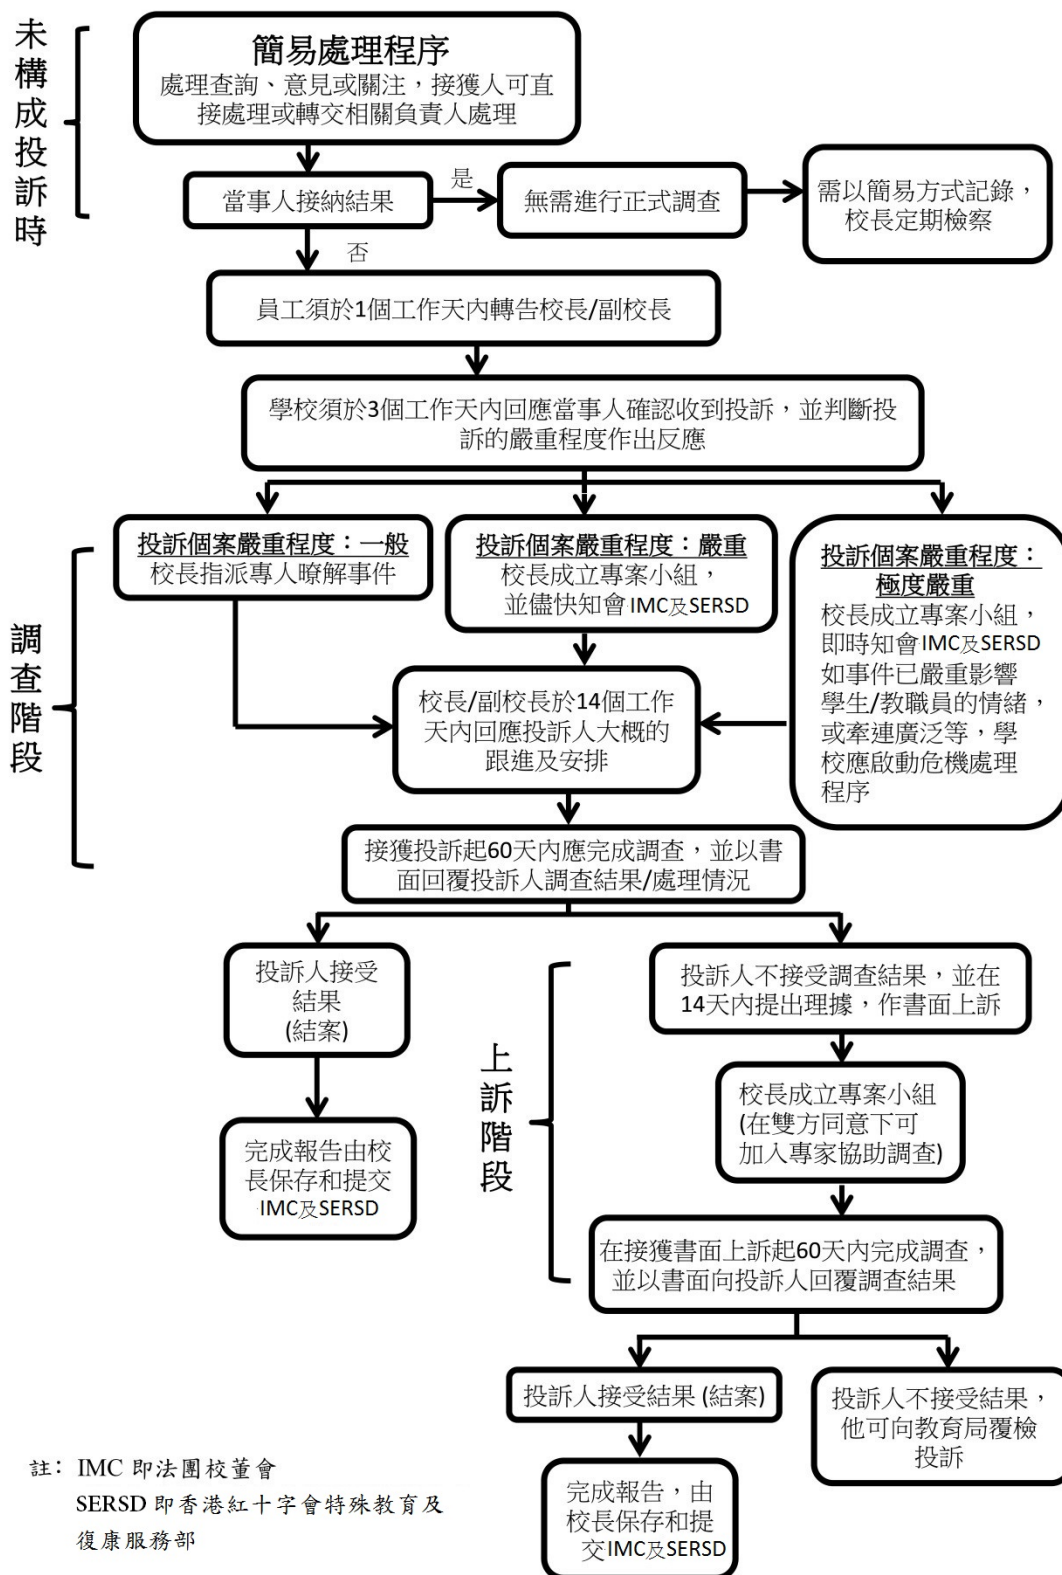 未構成投訴時
簡易處理程序
處理查詢、意見或關注，接獲人可直
接處理或轉交相關負責人處理
當事人接納結果
是
無需進行正式調查
需以簡易方式記錄，
校長定期檢察
否
員工須於1個工作天內轉告校長/副校長
學校須於3個工作天內回應當事人確認收到投訴，並判斷投
訴的嚴重程度作出反應
調查階段
投訴個案嚴重程度：一般
校長指派專人瞭解事件
投訴個案嚴重程度：嚴重
校長成立專案小組，
並儘快知會IMC及SERSD
投訴個案嚴重程度：
極度嚴重
校長成立專案小組，
即時知會IMC及SERSD
如事件已嚴重影響
學生/教職員的情緒，
或牽連廣泛等，學
校應啟動危機處理
程序
校長/副校長於14個工作
天內回應投訴人大概的
跟進及安排
接獲投訴起60天內應完成調查，並以書
面回覆投訴人調查結果/處理情況
投訴人接受
結果
(結案)
完成報告由校
長保存和提交
IMC及SERSD
上訴階段
投訴人不接受調查結果，並在
14天內提出理據，作書面上訴
校長成立專案小組
(在雙方同意下可
加入專家協助調查)
在接獲書面上訴起60天內完成調查，
並以書面向投訴人回覆調查結果
投訴人接受結果 (結案)
完成報告，由
校長保存和提
交IMC及SERSD
投訴人不接受結果，
他可向教育局覆檢
投訴
註： IMC 即法團校董會
SERSD 即香港紅十字會特殊教育及
復康服務部